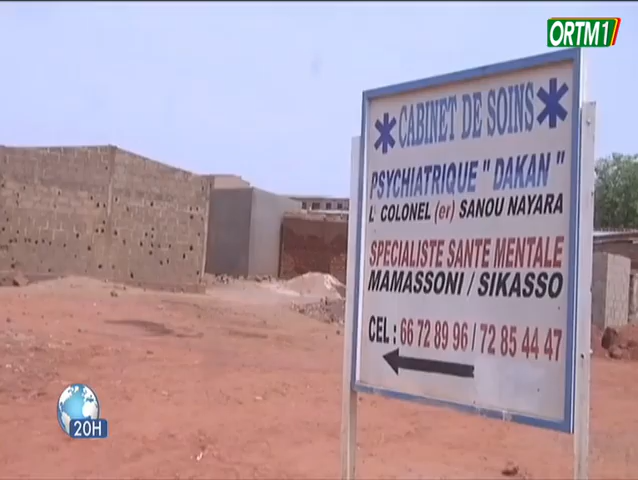 ORTM1
CABINET DE SOINS
PSYCHIATRIQUE " DAKAN "
L COLONEL (er) SANOU NAYARA
SPECIALISTE SANTE MENTALE
MAMASSONI / SIKASSO
CEL : 66 72 89 96 / 72 85 44 47
20H